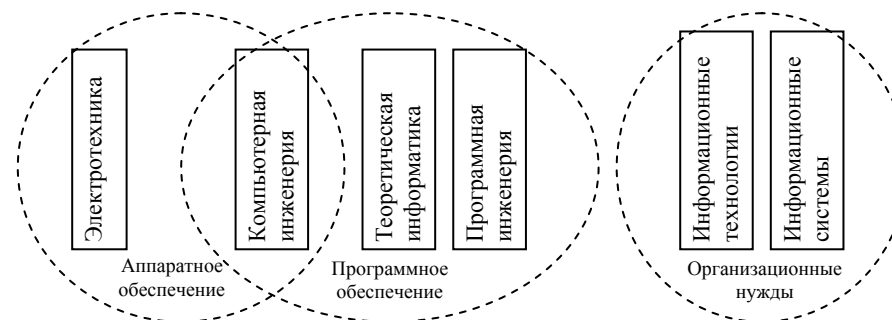 Электротехника
Компьютерная
инженерия
Теоретическая
информатика
Программная
инженерия
Информационные
технологии
Информационные
системы
Аппаратное
обеспечение
Программное
обеспечение
Организационные
нужды